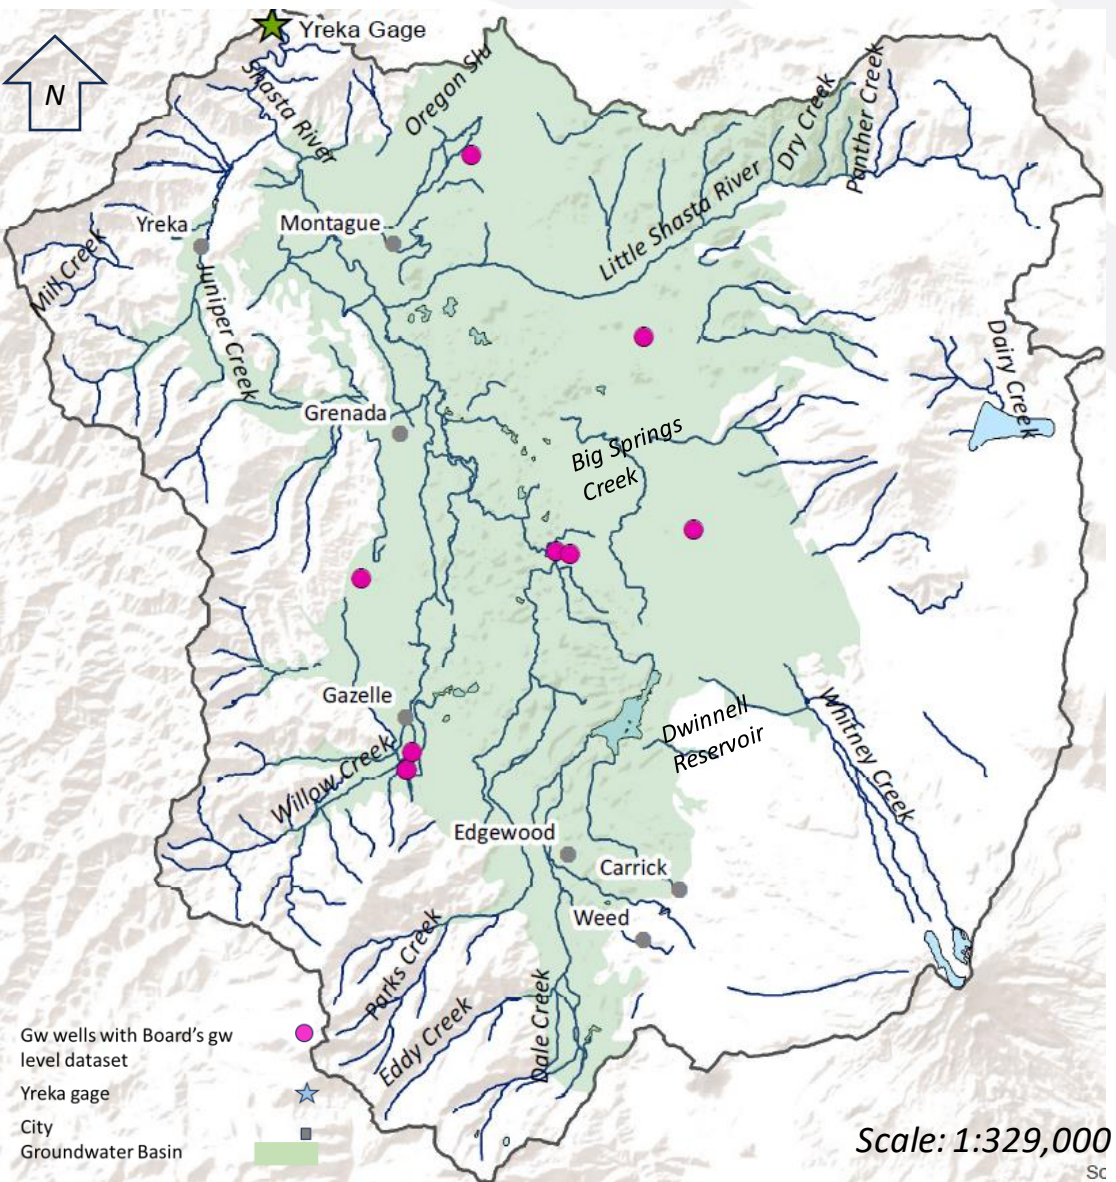 Yreka Gage
N
Shasta River
Oregon Slu
Dry Creek
Panther Creek
Little Shasta River
Yreka
Montague
Mill Creek
Juniper Creek
Dairy Creek
Grenada
Big Springs
Creek
Gazelle
Dwinnell
Reservoir
Whitney Creek
Willow Creek
Edgewood
Carrick
Weed
Parks Creek
Eddy Creek
Dale Creek
Gw wells with Board's gw
level dataset
Yreka gage
City
Groundwater Basin
Scale: 1:329,000
Sc